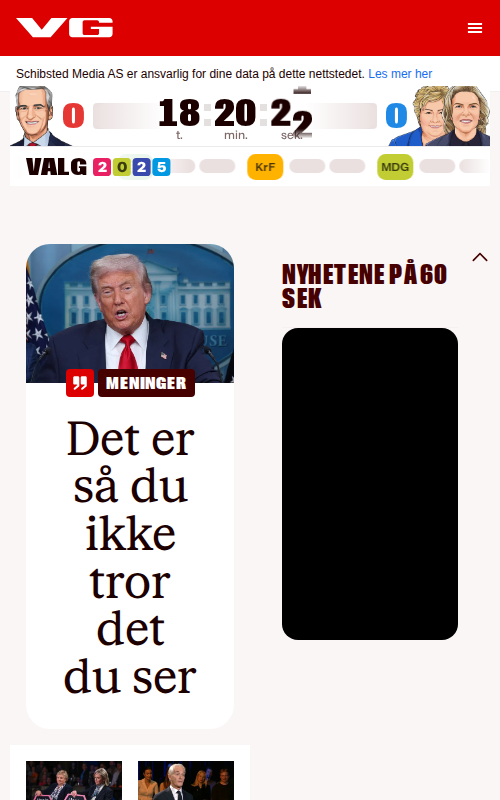 VG
Schibsted Media AS er ansvarlig for dine data på dette nettstedet. Les mer her
0 18:20:22 0
t. min. sek.
VALG 2025 KrF MDG
NYHETENE PÅ 60
SEK
MENINGER
Det er
så du
ikke
tror
det
du ser